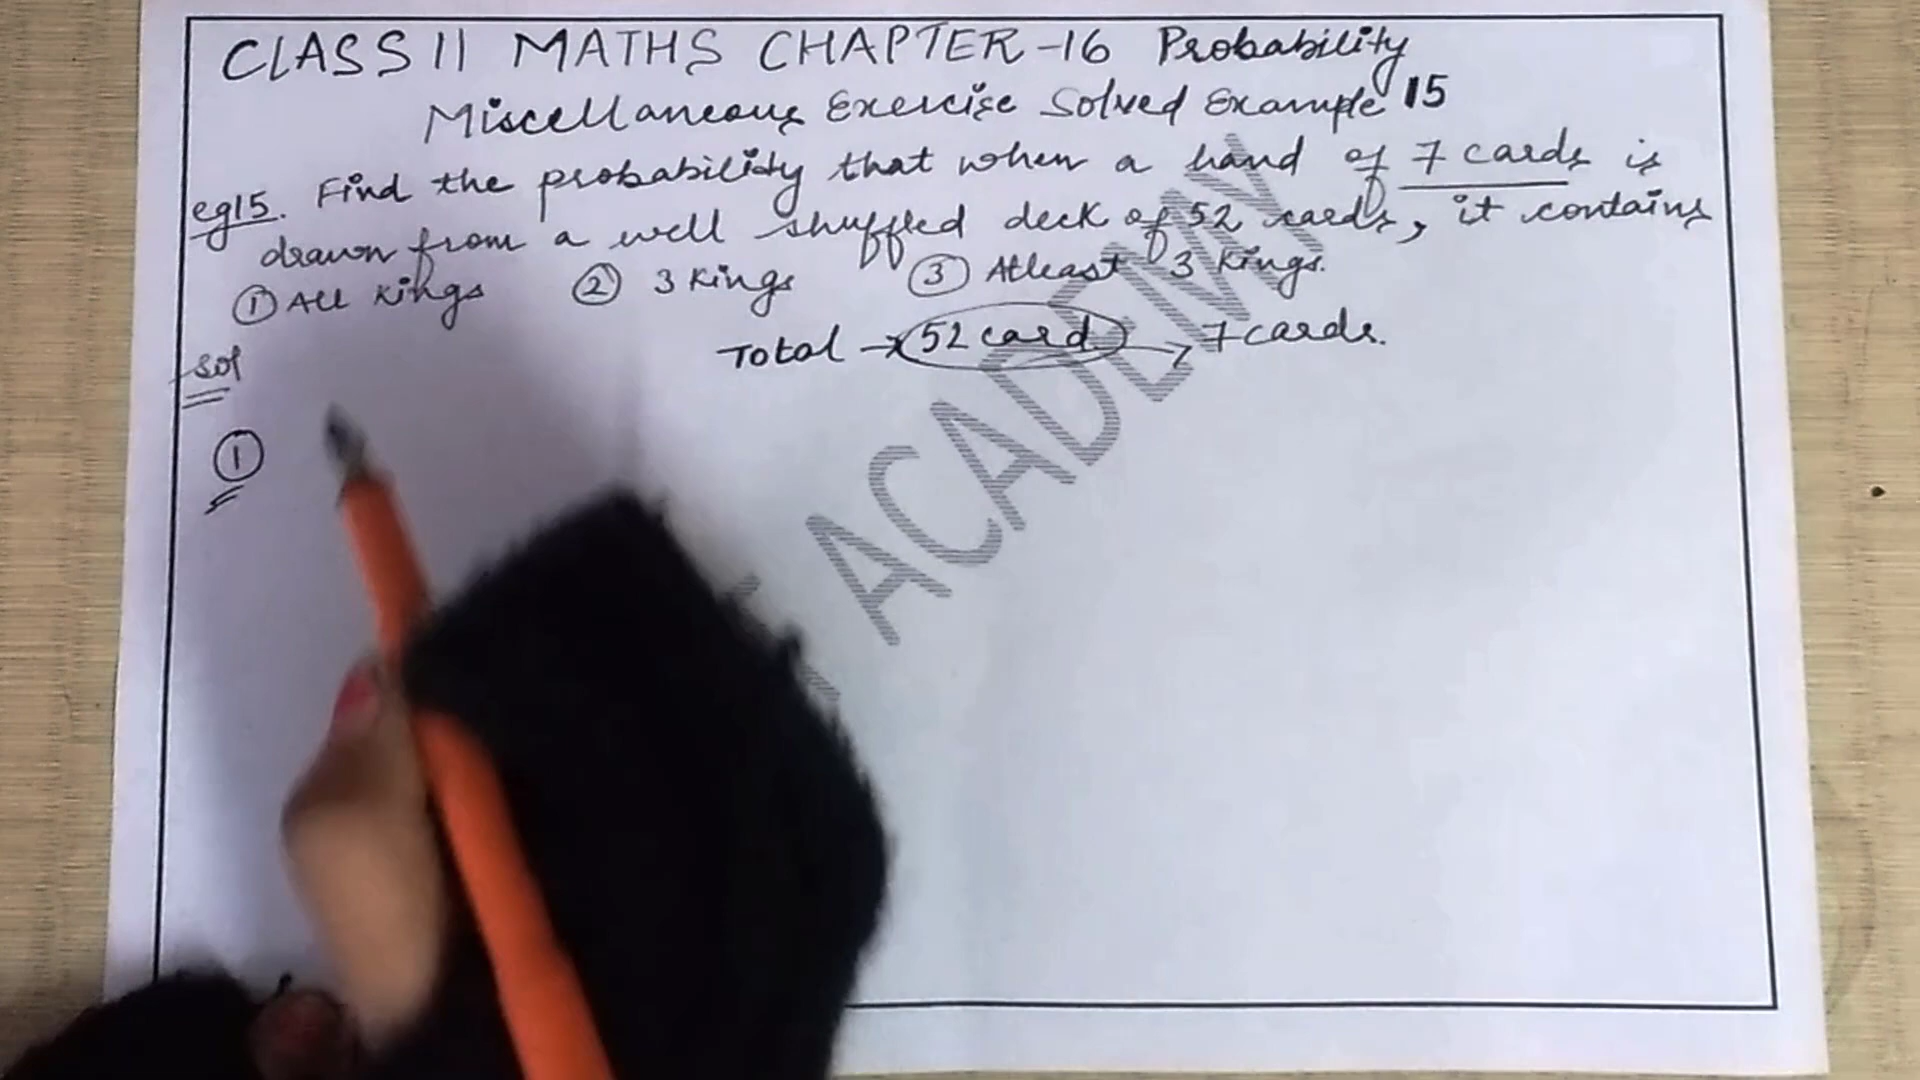 CLASS 11 MATHS CHAPTER-16 Probability
Miscellaneous Exercise Solved Example 15
eg15. Find the probability that when a hand of 7 cards is
drawn from a well shuffled deck of 52 cards, it contains
① All Kings ② 3 Kings ③ Atleast 3 Kings.
Total → 52 card → 7 cards.
Sol
①
ACADEMY